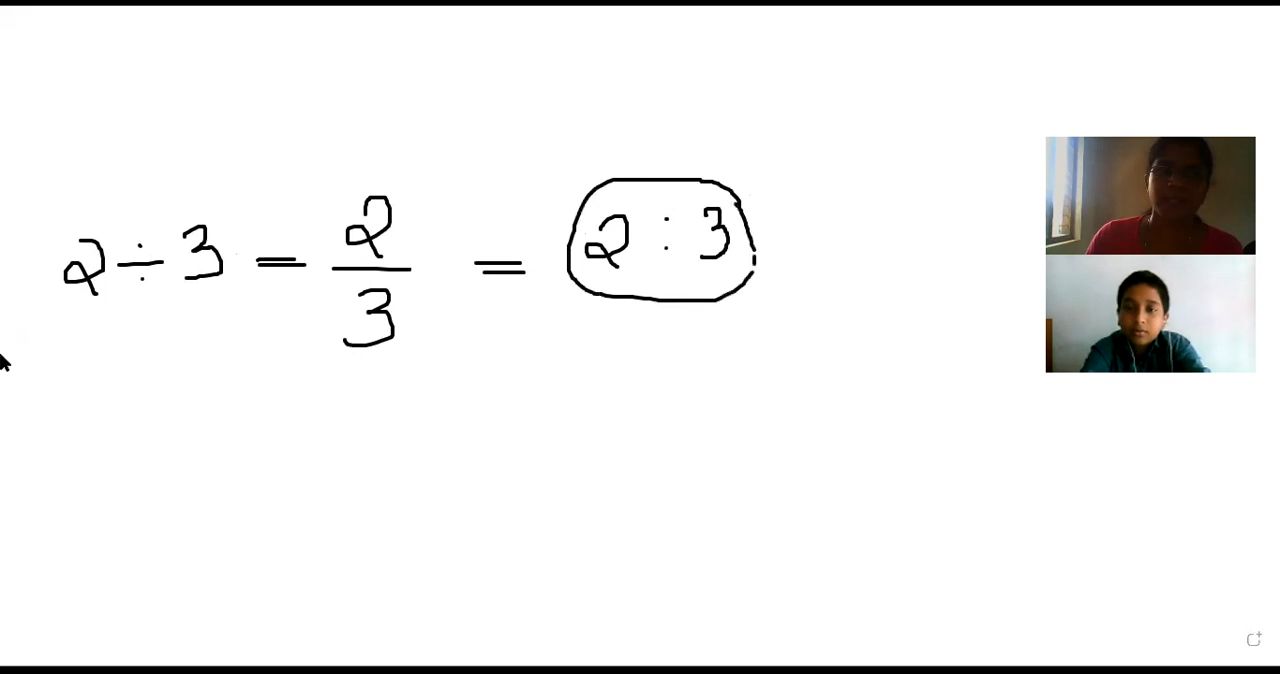 2 ÷ 3 = 2/3 = 2 : 3